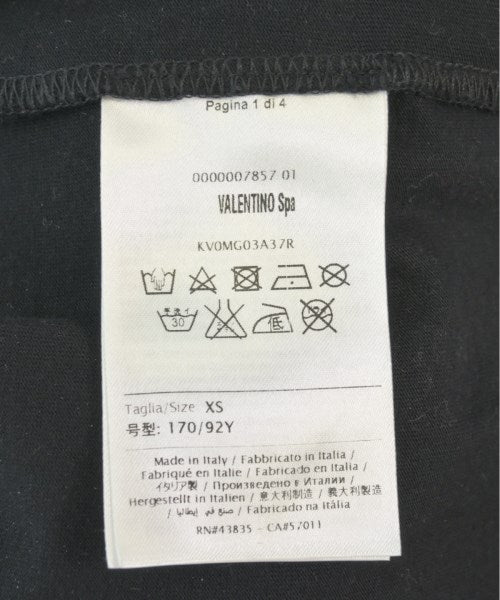 Pagina 1 di 4
0000007857 01
VALENTINO Spa
KV0MG03A37R
30
低
Taglia/Size XS
号型: 170/92Y
Made in Italy / Fabbricato in Italia /
Fabriqué en Italie / Fabricado en Italia /
イタリア製 / Произведено в Италии /
Hergestellt in Italien / 意大利制造 / 義大利製造
/ صنع في إيطاليا / Fabricado na itália
RN#43835 - CA#57011